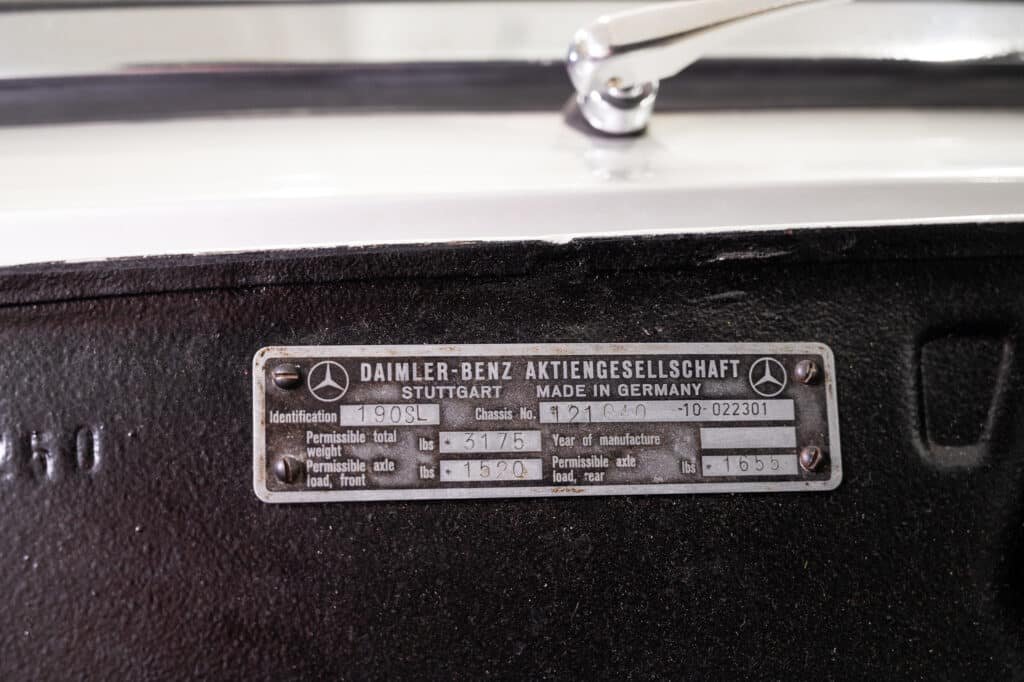 DAIMLER-BENZ AKTIENGESELLSCHAFT
STUTTGART MADE IN GERMANY
Identification 190SL Chassis No. 121040 -10-022301
Permissible total weight lbs 3175 Year of manufacture
Permissible axle load, front lbs 1520 Permissible axle load, rear lbs 1655